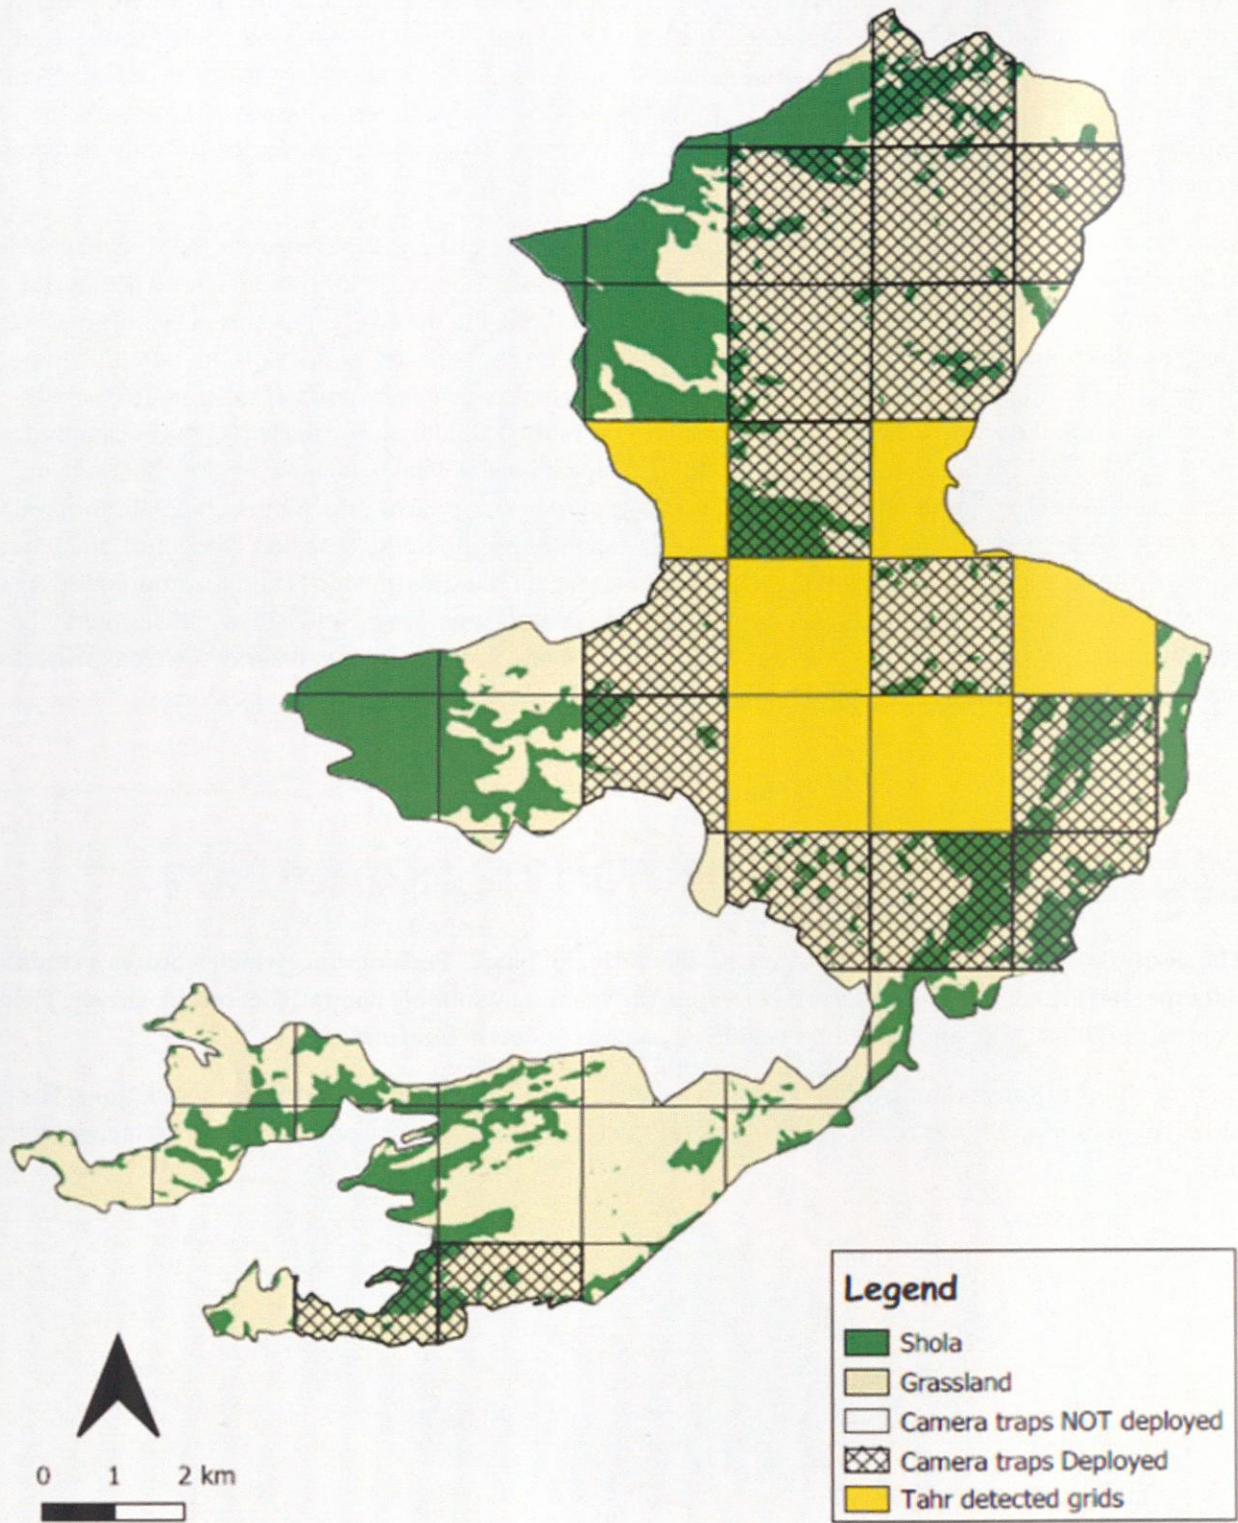 Legend
Shola
Grassland
Camera traps NOT deployed
Camera traps Deployed
Tahr detected grids
0 1 2 km